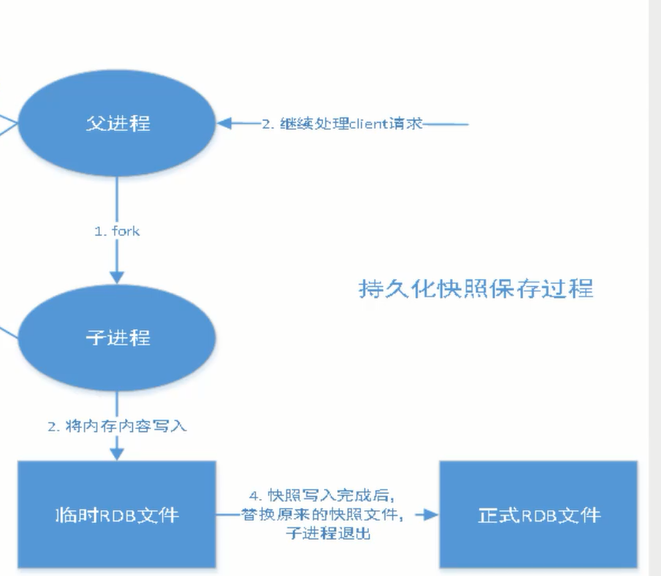 父进程
2. 继续处理client请求
1. fork
持久化快照保存过程
子进程
2. 将内存内容写入
临时RDB文件
4. 快照写入完成后,
替换原来的快照文件,
子进程退出
正式RDB文件